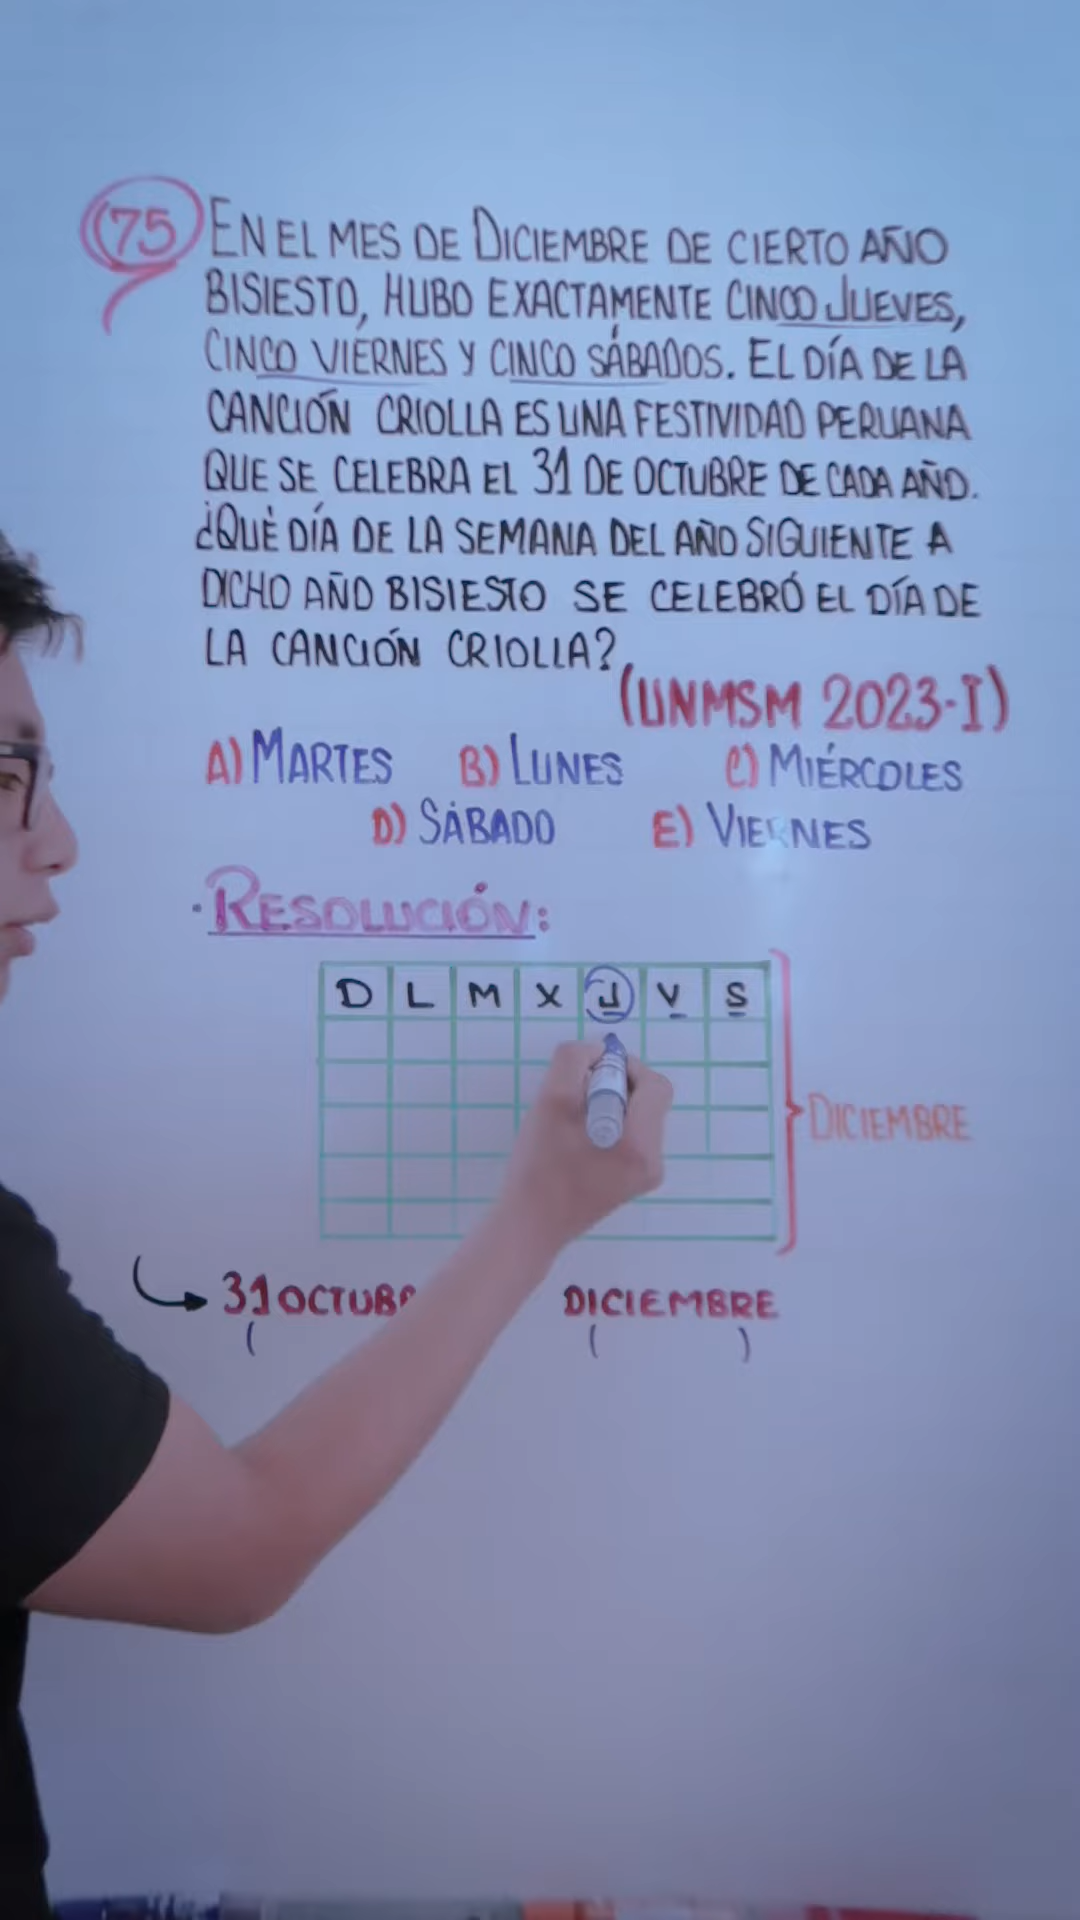 75 EN EL MES DE DICIEMBRE DE CIERTO AÑO
BISIESTO, HUBO EXACTAMENTE CINCO JUEVES,
CINCO VIERNES Y CINCO SÁBADOS. EL DÍA DE LA
CANCIÓN CRIOLLA ES UNA FESTIVIDAD PERUANA
QUE SE CELEBRA EL 31 DE OCTUBRE DE CADA AÑO.
¿QUÉ DÍA DE LA SEMANA DEL AÑO SIGUIENTE A
DICHO AÑO BISIESTO SE CELEBRÓ EL DÍA DE
LA CANCIÓN CRIOLLA?
(UNMSM 2023-I)
A) MARTES B) LUNES C) MIÉRCOLES
D) SÁBADO E) VIERNES
· RESOLUCIÓN:
D L M X J V S
DICIEMBRE
31 OCTUB DICIEMBRE
( ( )